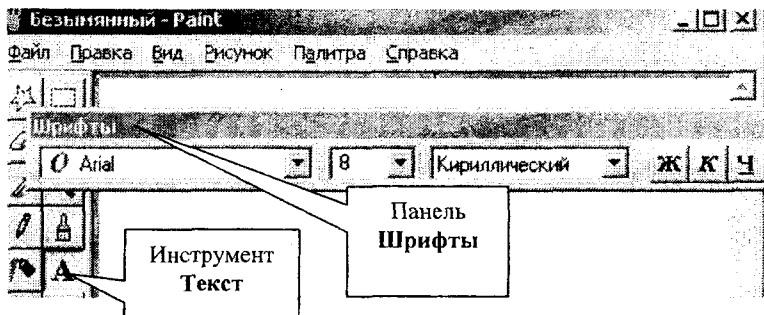 Безымянный - Paint
Файл Правка Вид Рисунок Палитра Справка
Шрифты
O Arial 8 Кириллический Ж К Ч
Панель
Шрифты
Инструмент
Текст
A